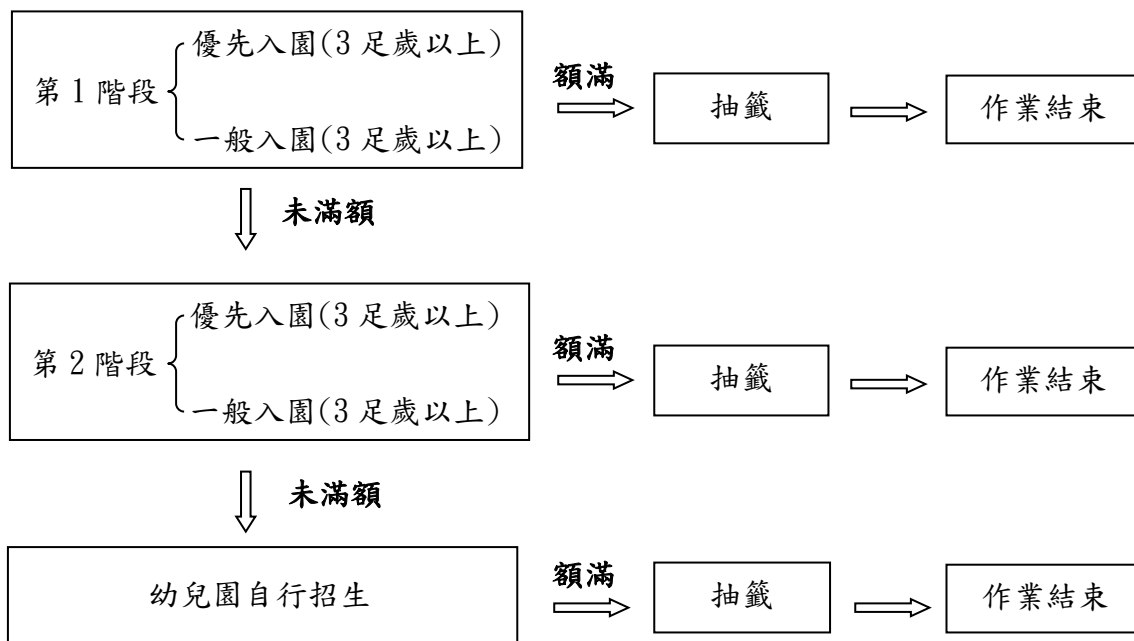 優先入園(3 足歲以上)
第 1 階段
一般入園(3 足歲以上)
額滿
抽籤
作業結束
未滿額
優先入園(3 足歲以上)
第 2 階段
一般入園(3 足歲以上)
額滿
抽籤
作業結束
未滿額
幼兒園自行招生
額滿
抽籤
作業結束